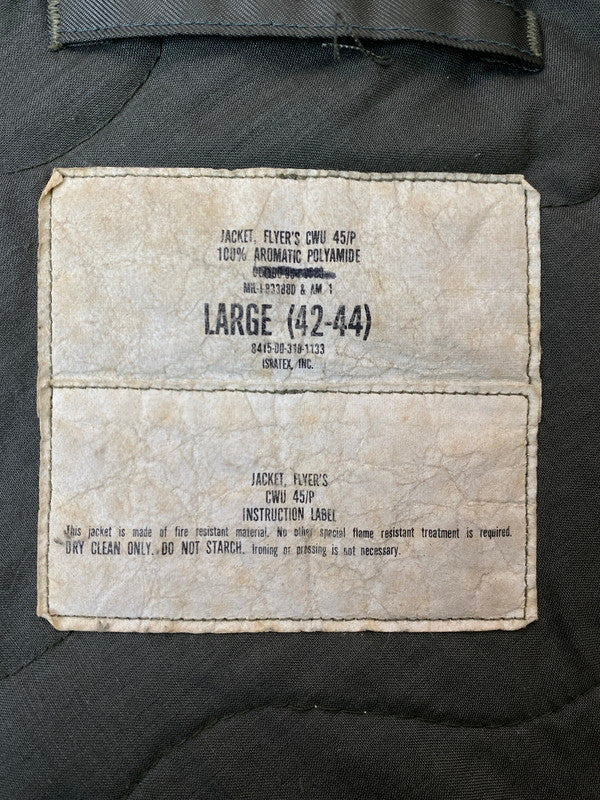 JACKET, FLYER'S CWU 45/P
100% AROMATIC POLYAMIDE
& AM 1
LARGE (42-44)
8415-00-310-1133
ISRATEX, INC.
JACKET, FLYER'S
CWU 45/P
INSTRUCTION LABEL
This jacket is made of fire resistant material. No other special flame resistant treatment is required.
DRY CLEAN ONLY. DO NOT STARCH. Ironing or pressing is not necessary.